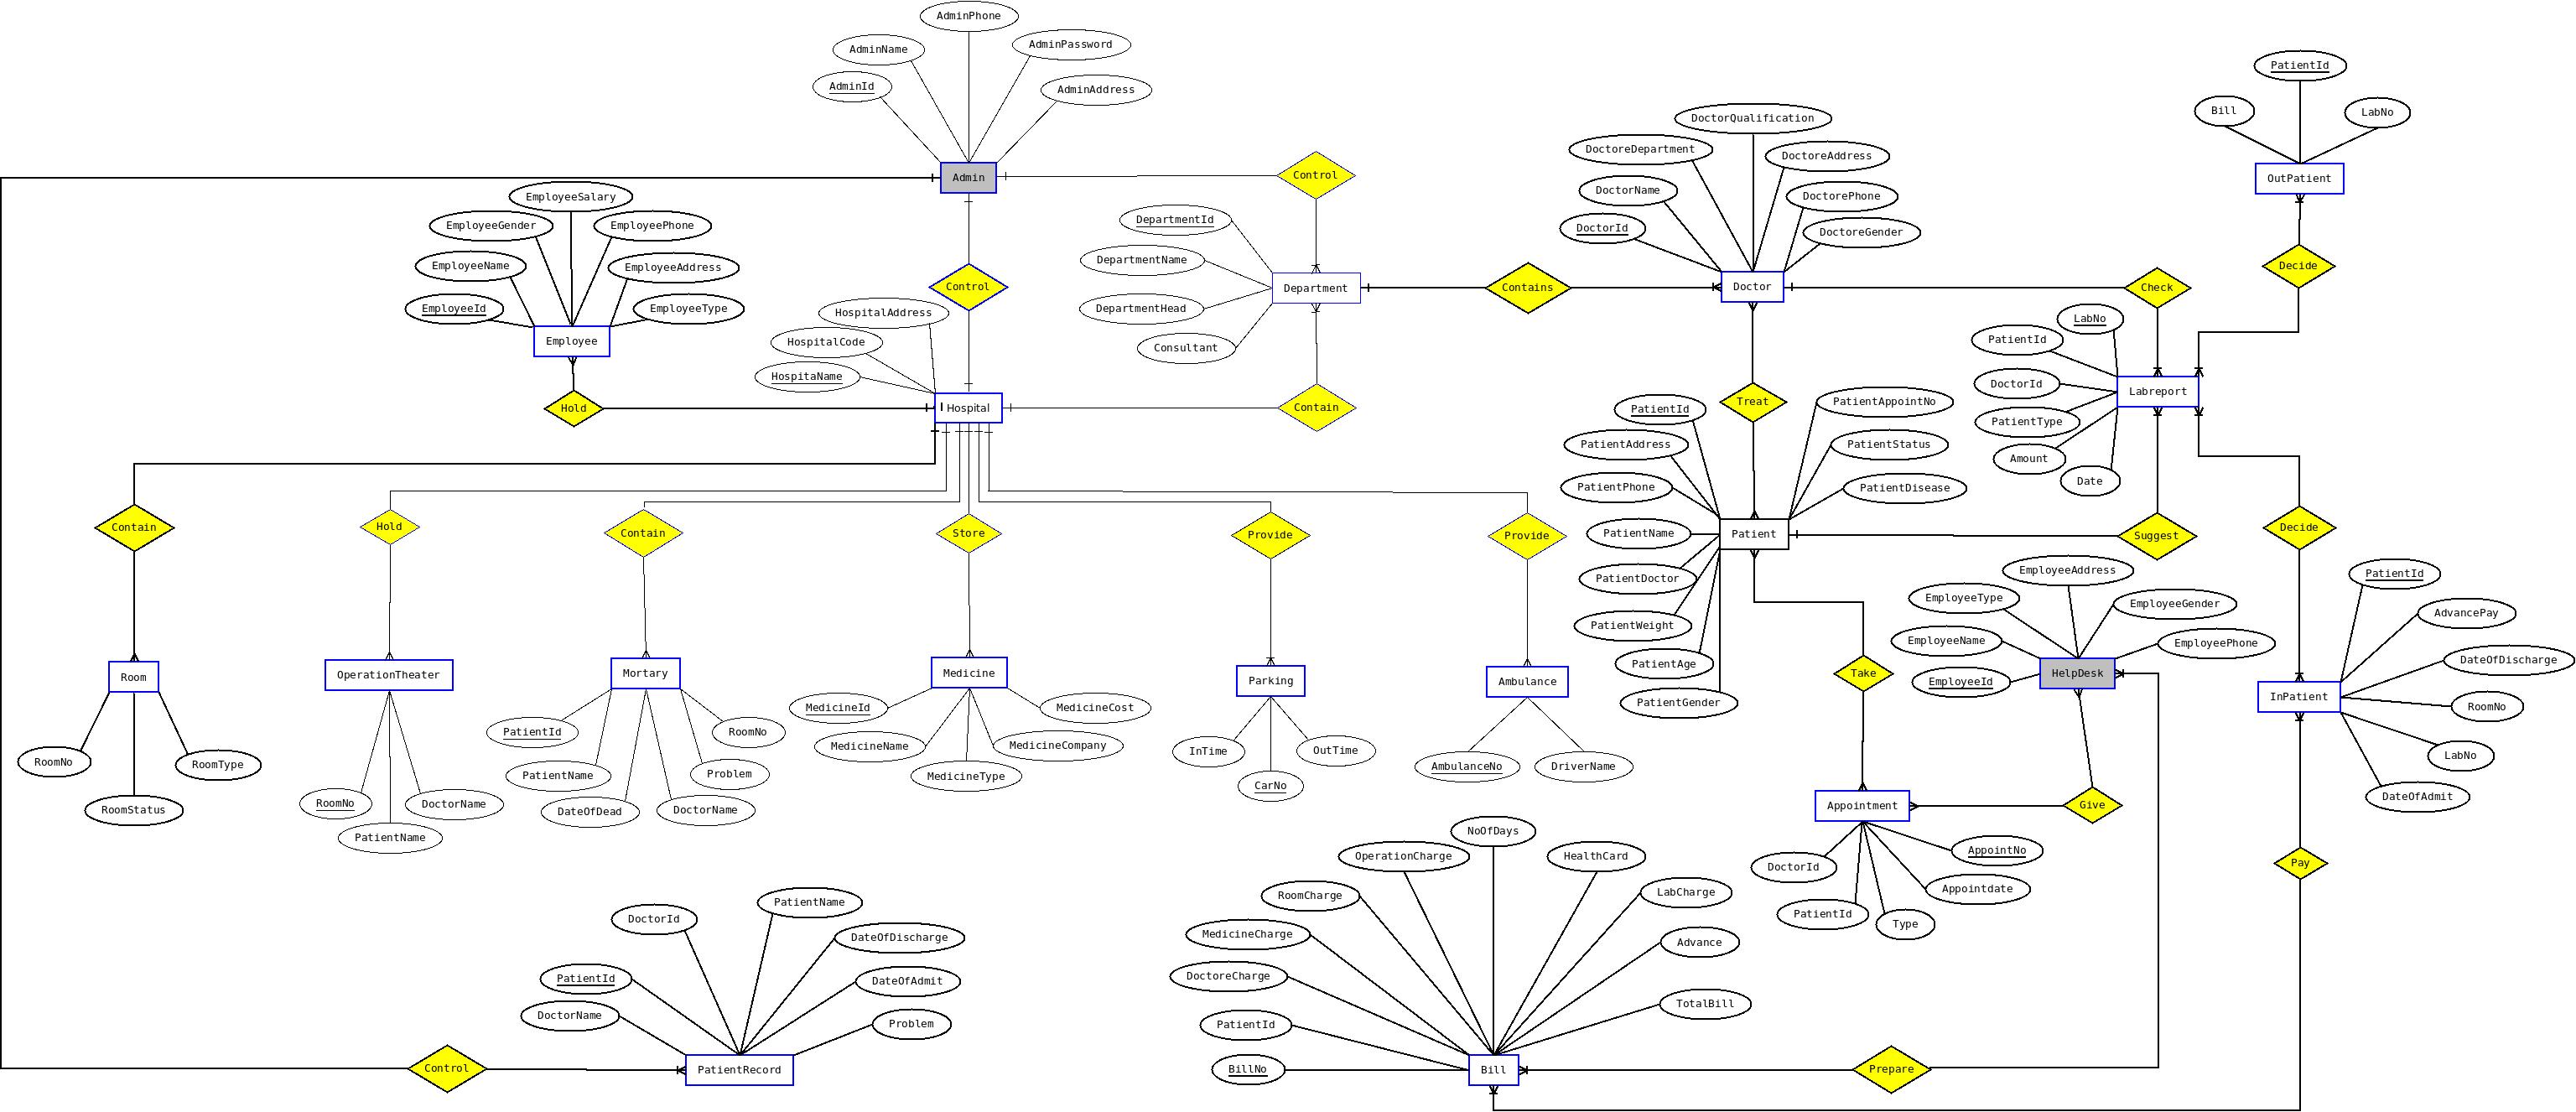 AdminPhone
AdminName
AdminPassword
AdminId
AdminAddress
Admin
Control
Control
EmployeeSalary
EmployeeGender
EmployeePhone
EmployeeName
EmployeeAddress
EmployeeId
EmployeeType
Employee
Hold
HospitalAddress
HospitalCode
HospitaName
Hospital
DepartmentId
DepartmentName
DepartmentHead
Consultant
Department
Contain
Contains
DoctorQualification
DoctoreDepartment
DoctoreAddress
DoctorName
DoctorePhone
DoctorId
DoctoreGender
Doctor
Check
PatientId
Bill
LabNo
OutPatient
Decide
LabNo
PatientId
DoctorId
PatientType
Amount
Date
Labreport
Treat
PatientId
PatientAppointNo
PatientAddress
PatientStatus
PatientPhone
PatientDisease
PatientName
PatientDoctor
PatientWeight
PatientAge
PatientGender
Patient
Suggest
Decide
Contain
Hold
Contain
Store
Provide
Provide
Room
RoomNo
RoomType
RoomStatus
OperationTheater
RoomNo
DoctorName
PatientName
Mortary
PatientId
RoomNo
PatientName
Problem
DateOfDead
DoctorName
Medicine
MedicineId
MedicineCost
MedicineName
MedicineCompany
MedicineType
Parking
InTime
OutTime
CarNo
Ambulance
AmbulanceNo
DriverName
Take
EmployeeAddress
EmployeeType
EmployeeGender
EmployeeName
EmployeePhone
EmployeeId
HelpDesk
PatientId
AdvancePay
DateOfDischarge
RoomNo
LabNo
DateOfAdmit
InPatient
Appointment
Give
DoctorId
AppointNo
Appointdate
PatientId
Type
Pay
PatientName
DoctorId
DateOfDischarge
PatientId
DateOfAdmit
DoctorName
Problem
Control
PatientRecord
NoOfDays
OperationCharge
HealthCard
RoomCharge
LabCharge
MedicineCharge
Advance
DoctoreCharge
TotalBill
PatientId
BillNo
Bill
Prepare